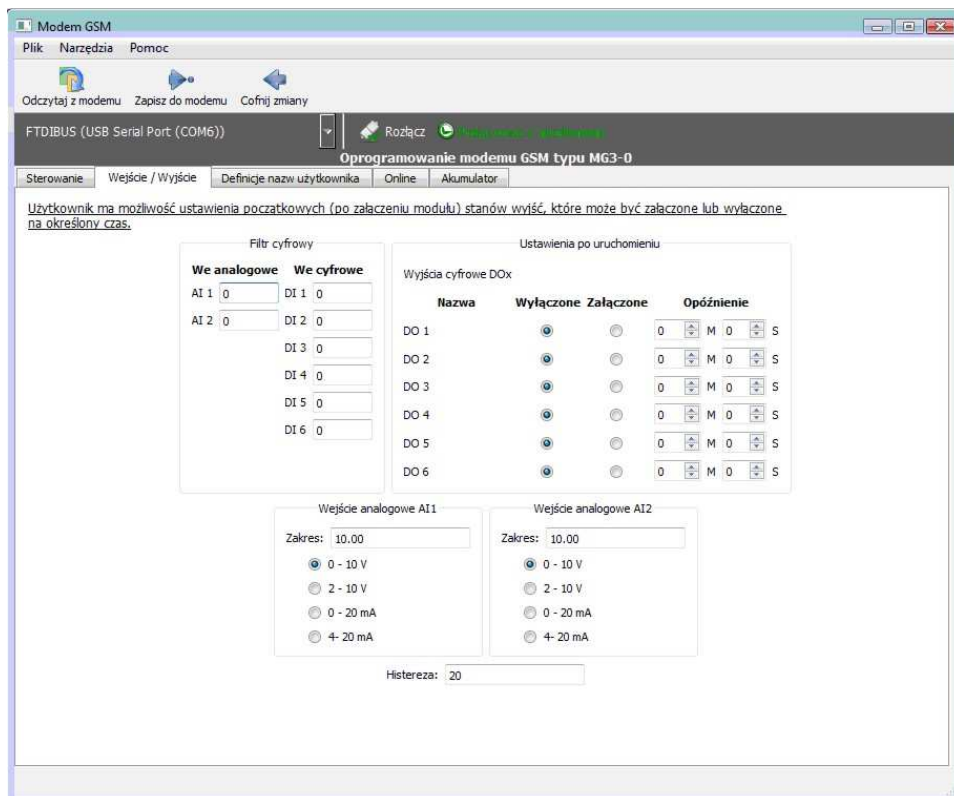 Modem GSM
Plik Narzędzia Pomoc
Odczytaj z modemu Zapisz do modemu Cofnij zmiany
FTDIBUS (USB Serial Port (COM6)) Rozłącz
Oprogramowanie modemu GSM typu MG3-0
Sterowanie Wejście / Wyjście Definicje nazw użytkownika Online Akumulator
Użytkownik ma możliwość ustawienia poczatkowych (po załaczeniu modułu) stanów wyjść, które może być załaczone lub wyłaczone
na określony czas.
Filtr cyfrowy
We analogowe We cyfrowe
AI 1 0 DI 1 0
AI 2 0 DI 2 0
DI 3 0
DI 4 0
DI 5 0
DI 6 0
Ustawienia po uruchomieniu
Wyjścia cyfrowe DOx
Nazwa Wyłączone Załączone Opóźnienie
DO 1 0 M 0 S
DO 2 0 M 0 S
DO 3 0 M 0 S
DO 4 0 M 0 S
DO 5 0 M 0 S
DO 6 0 M 0 S
Wejście analogowe AI1
Zakres: 10.00
0 - 10 V
2 - 10 V
0 - 20 mA
4- 20 mA
Wejście analogowe AI2
Zakres: 10.00
0 - 10 V
2 - 10 V
0 - 20 mA
4- 20 mA
Histereza: 20